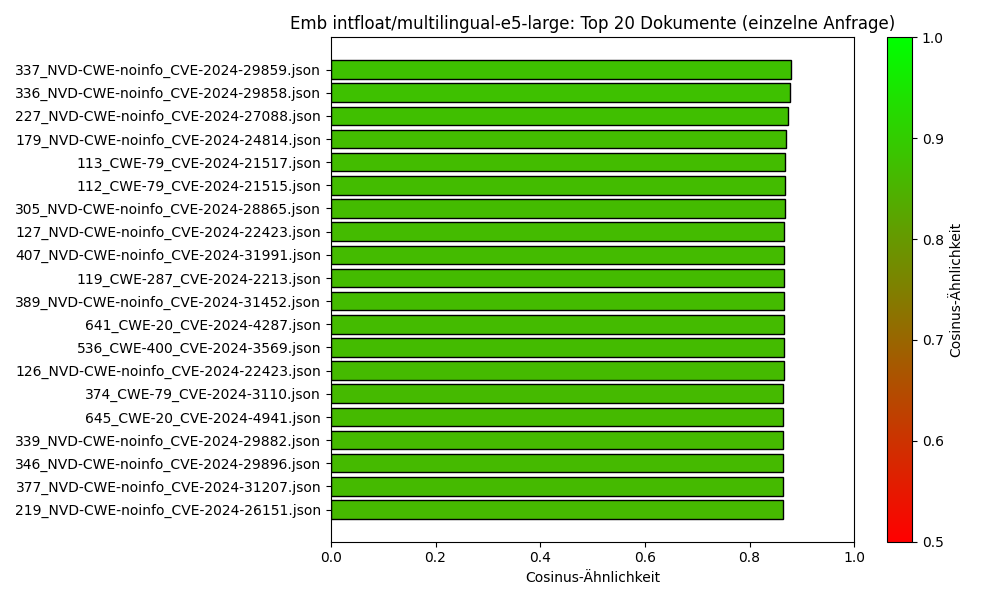 Emb intfloat/multilingual-e5-large: Top 20 Dokumente (einzelne Anfrage)
337_NVD-CWE-noinfo_CVE-2024-29859.json
336_NVD-CWE-noinfo_CVE-2024-29858.json
227_NVD-CWE-noinfo_CVE-2024-27088.json
179_NVD-CWE-noinfo_CVE-2024-24814.json
113_CWE-79_CVE-2024-21517.json
112_CWE-79_CVE-2024-21515.json
305_NVD-CWE-noinfo_CVE-2024-28865.json
127_NVD-CWE-noinfo_CVE-2024-22423.json
407_NVD-CWE-noinfo_CVE-2024-31991.json
119_CWE-287_CVE-2024-2213.json
389_NVD-CWE-noinfo_CVE-2024-31452.json
641_CWE-20_CVE-2024-4287.json
536_CWE-400_CVE-2024-3569.json
126_NVD-CWE-noinfo_CVE-2024-22423.json
374_CWE-79_CVE-2024-3110.json
645_CWE-20_CVE-2024-4941.json
339_NVD-CWE-noinfo_CVE-2024-29882.json
346_NVD-CWE-noinfo_CVE-2024-29896.json
377_NVD-CWE-noinfo_CVE-2024-31207.json
219_NVD-CWE-noinfo_CVE-2024-26151.json
0.0 0.2 0.4 0.6 0.8 1.0
Cosinus-Ähnlichkeit
1.0
0.9
0.8
0.7
0.6
0.5
Cosinus-Ähnlichkeit